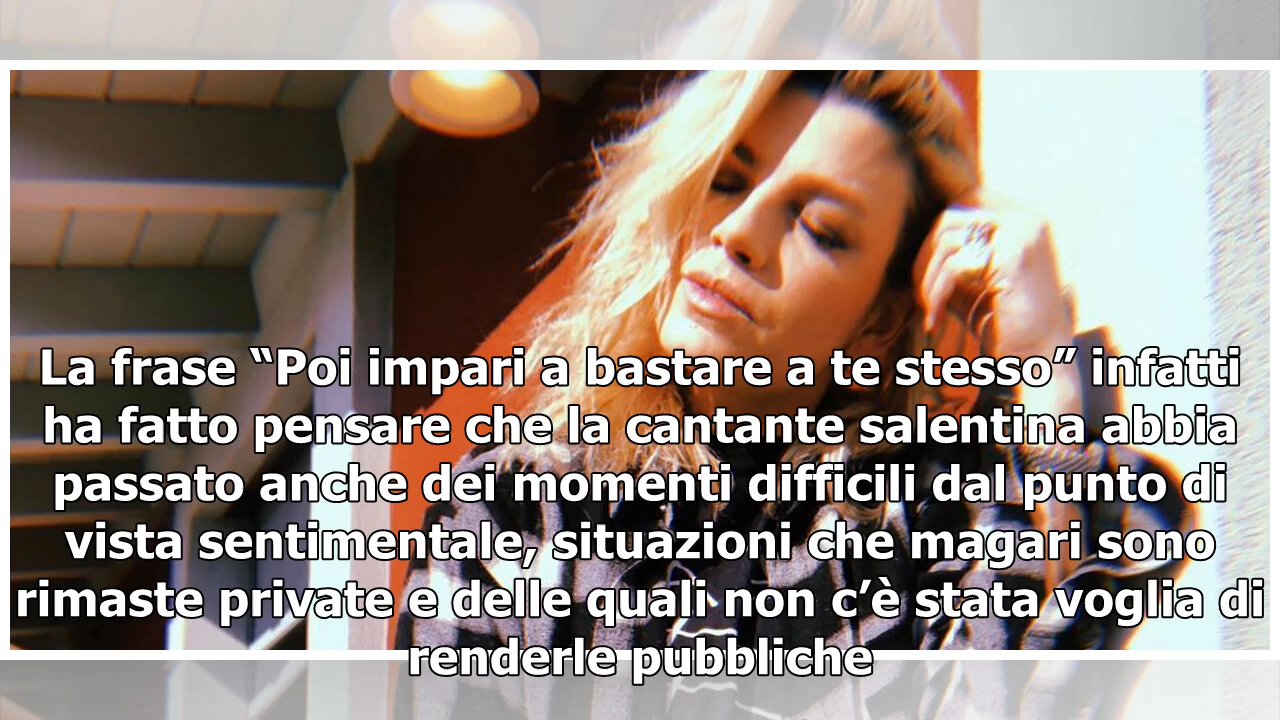 La frase “Poi impari a bastare a te stesso” infatti
ha fatto pensare che la cantante salentina abbia
passato anche dei momenti difficili dal punto di
vista sentimentale, situazioni che magari sono
rimaste private e delle quali non c’è stata voglia di
renderle pubbliche